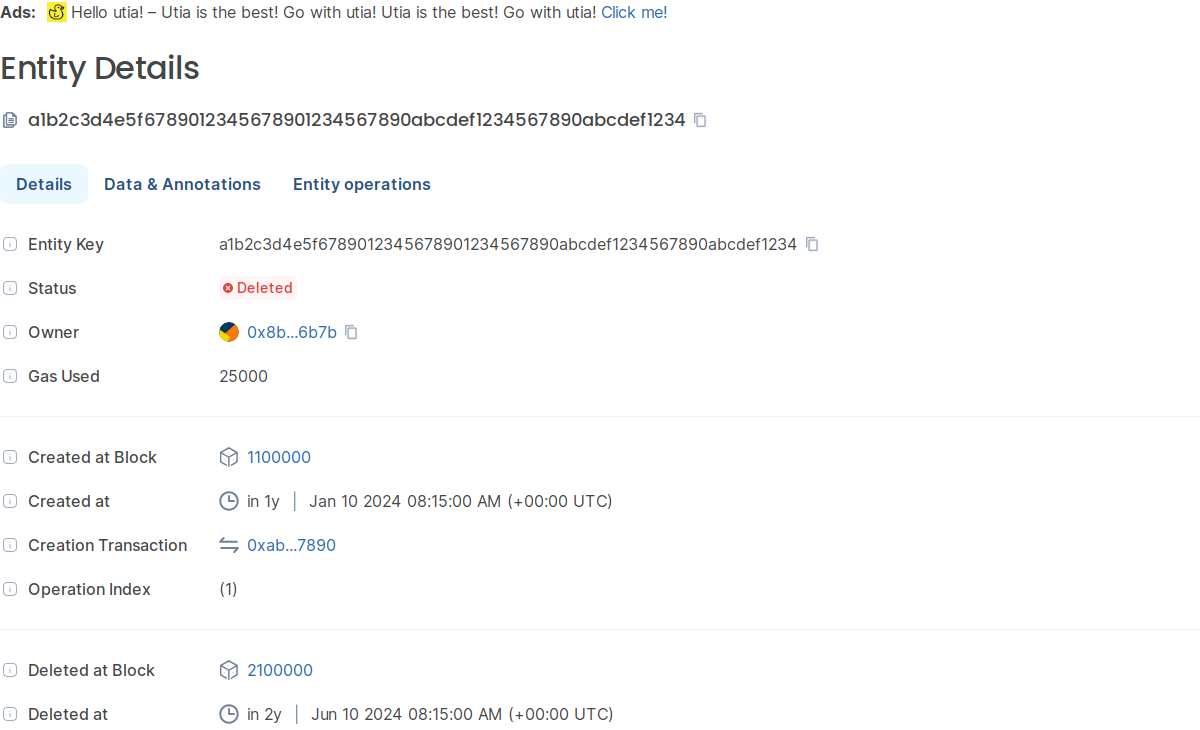 Ads: Hello utia! – Utia is the best! Go with utia! Utia is the best! Go with utia! Click me!
Entity Details
a1b2c3d4e5f6789012345678901234567890abcdef1234567890abcdef1234
Details Data & Annotations Entity operations
Entity Key a1b2c3d4e5f6789012345678901234567890abcdef1234567890abcdef1234
Status Deleted
Owner 0x8b...6b7b
Gas Used 25000
Created at Block 1100000
Created at in 1y | Jan 10 2024 08:15:00 AM (+00:00 UTC)
Creation Transaction 0xab...7890
Operation Index (1)
Deleted at Block 2100000
Deleted at in 2y | Jun 10 2024 08:15:00 AM (+00:00 UTC)